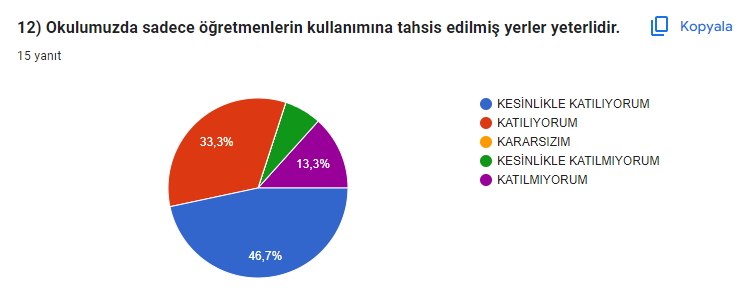 12) Okulumuzda sadece öğretmenlerin kullanımına tahsis edilmiş yerler yeterlidir.
Kopyala
15 yanıt
KESİNLİKLE KATILIYORUM
KATILIYORUM
KARARSIZIM
KESİNLİKLE KATILMIYORUM
KATILMIYORUM
33,3%
13,3%
46,7%